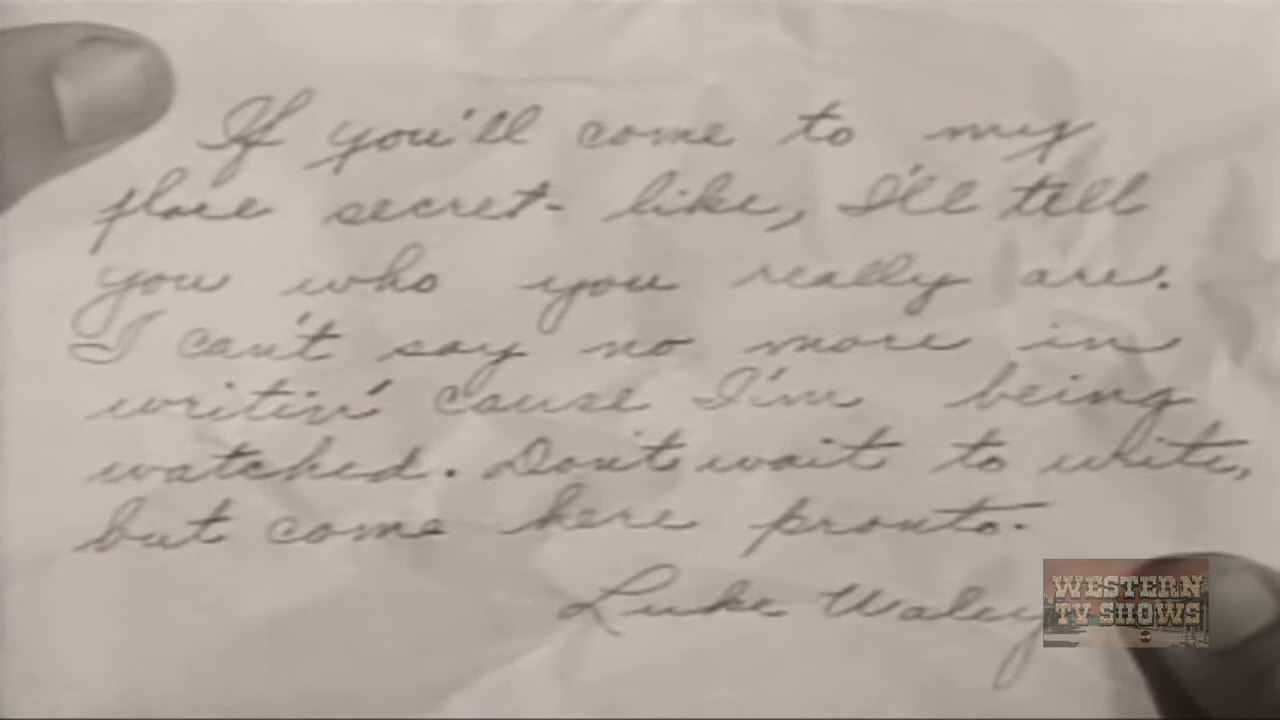 If you'll come to my
place secret-like, I'll tell
you who you really are.
I can't say no more in
writin' 'cause I'm being
watched. Don't wait to write,
but come here pronto.
Luke Waley
WESTERN
TV SHOWS